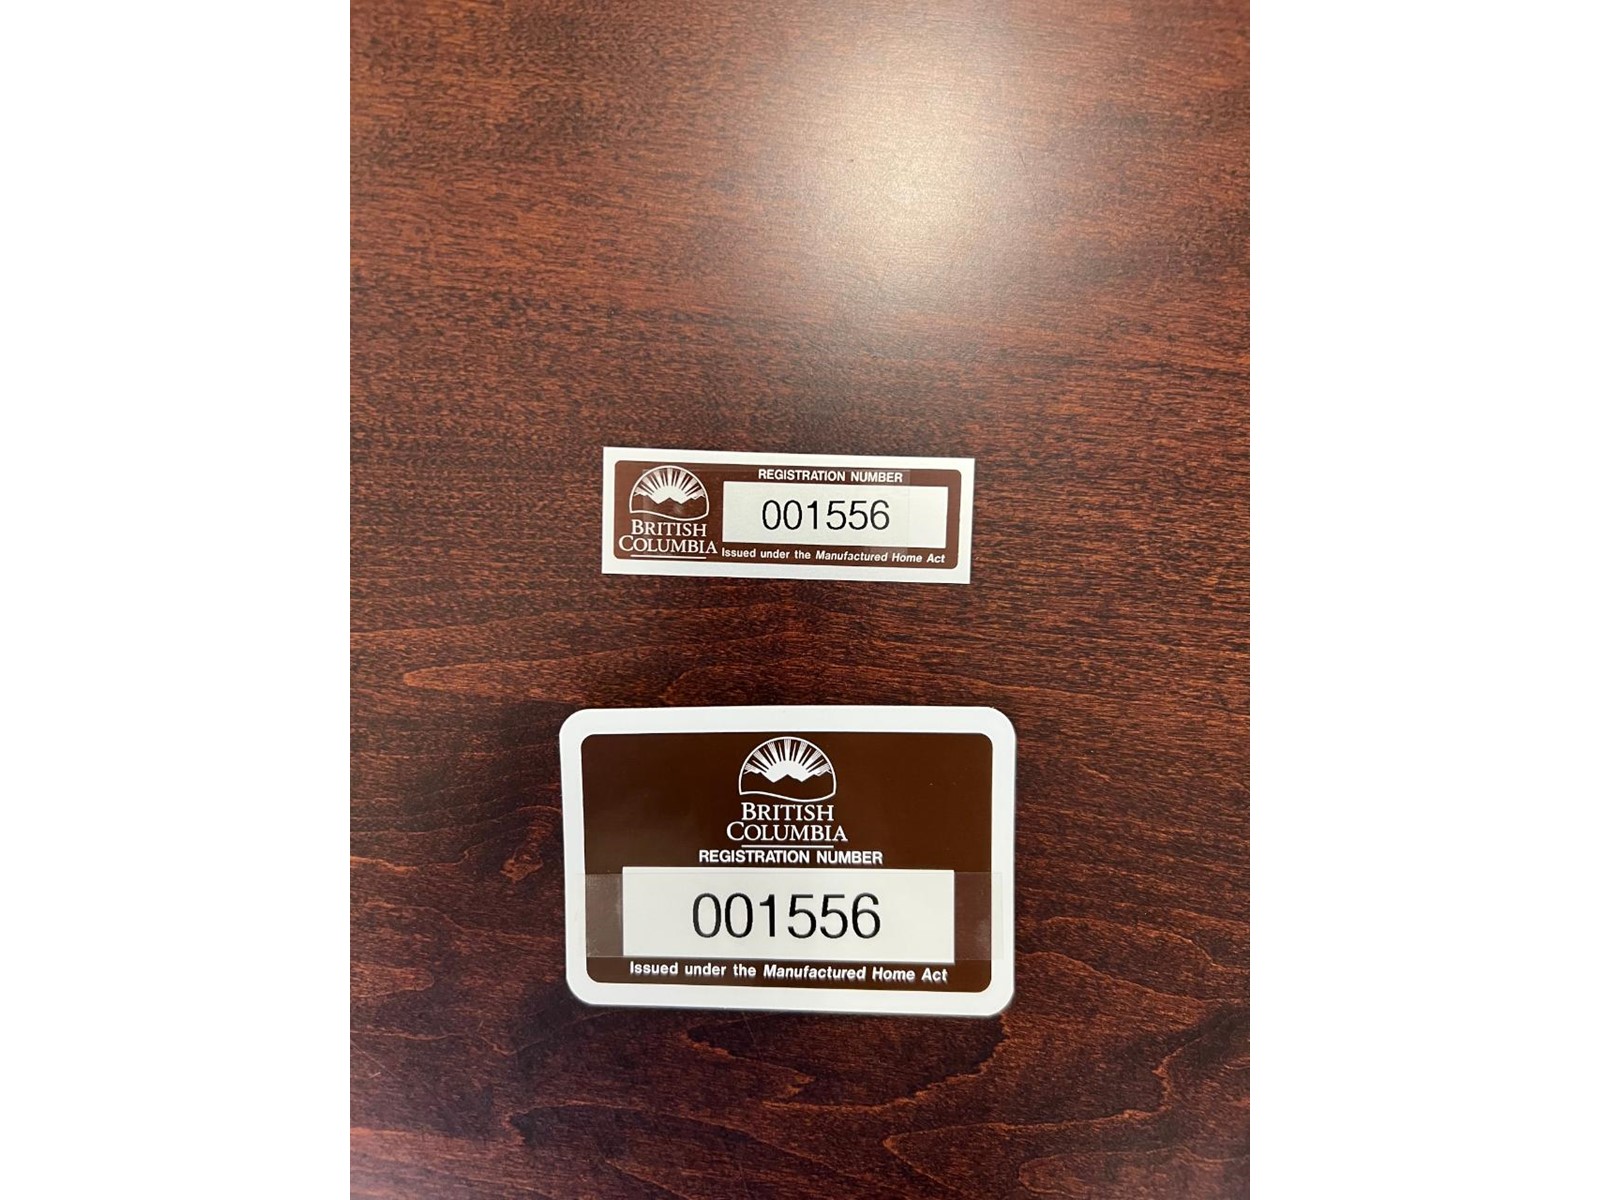 REGISTRATION NUMBER
001556
BRITISH
COLUMBIA
Issued under the Manufactured Home Act
BRITISH
COLUMBIA
REGISTRATION NUMBER
001556
Issued under the Manufactured Home Act